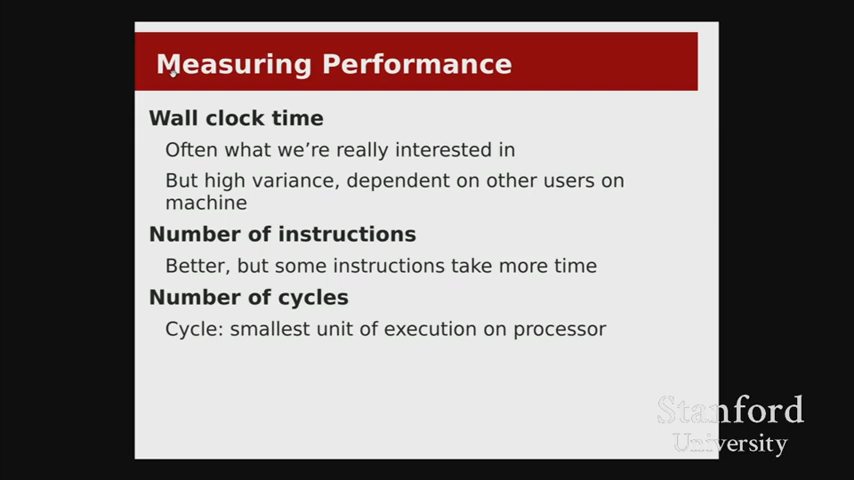 Measuring Performance
Wall clock time
Often what we’re really interested in
But high variance, dependent on other users on
machine
Number of instructions
Better, but some instructions take more time
Number of cycles
Cycle: smallest unit of execution on processor
Stanford
University